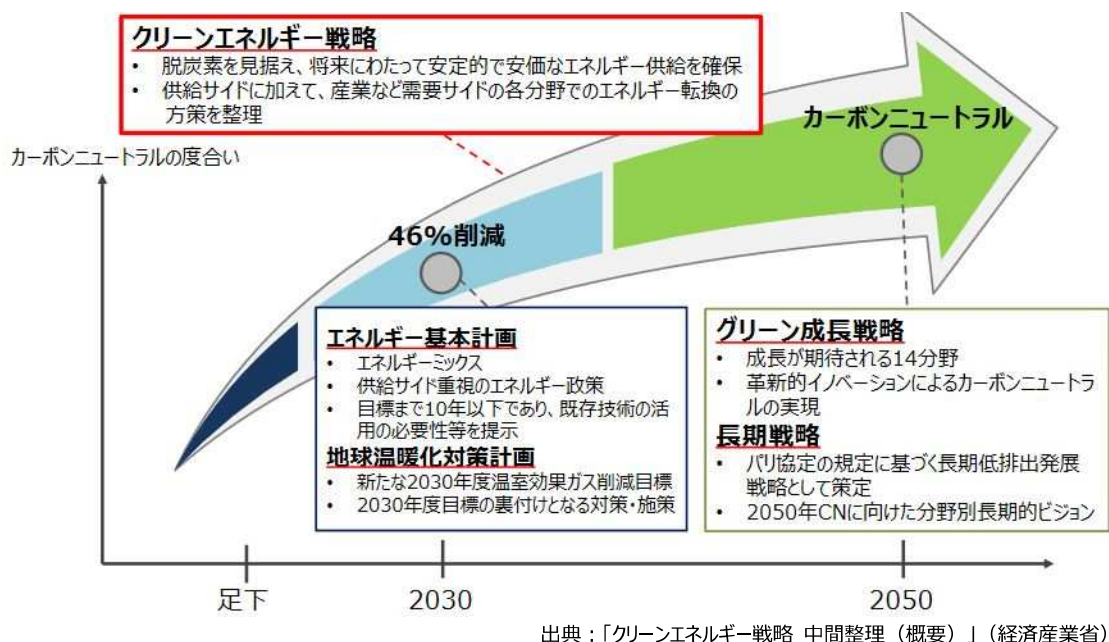 クリーンエネルギー戦略
• 脱炭素を見据え、将来にわたって安定的で安価なエネルギー供給を確保
• 供給サイドに加えて、産業など需要サイドの各分野でのエネルギー転換の
方策を整理
カーボンニュートラル
カーボンニュートラルの度合い
46%削減
エネルギー基本計画
• エネルギーミックス
• 供給サイド重視のエネルギー政策
• 目標まで10年以下であり、既存技術の活
用の必要性等を提示
地球温暖化対策計画
• 新たな2030年度温室効果ガス削減目標
• 2030年度目標の裏付けとなる対策・施策
グリーン成長戦略
• 成長が期待される14分野
• 革新的イノベーションによるカーボンニュートラ
ルの実現
長期戦略
• パリ協定の規定に基づく長期低排出発展
戦略として策定
• 2050年CNに向けた分野別長期的ビジョン
足下
2030
2050
出典:「クリーンエネルギー戦略 中間整理(概要)」(経済産業省)